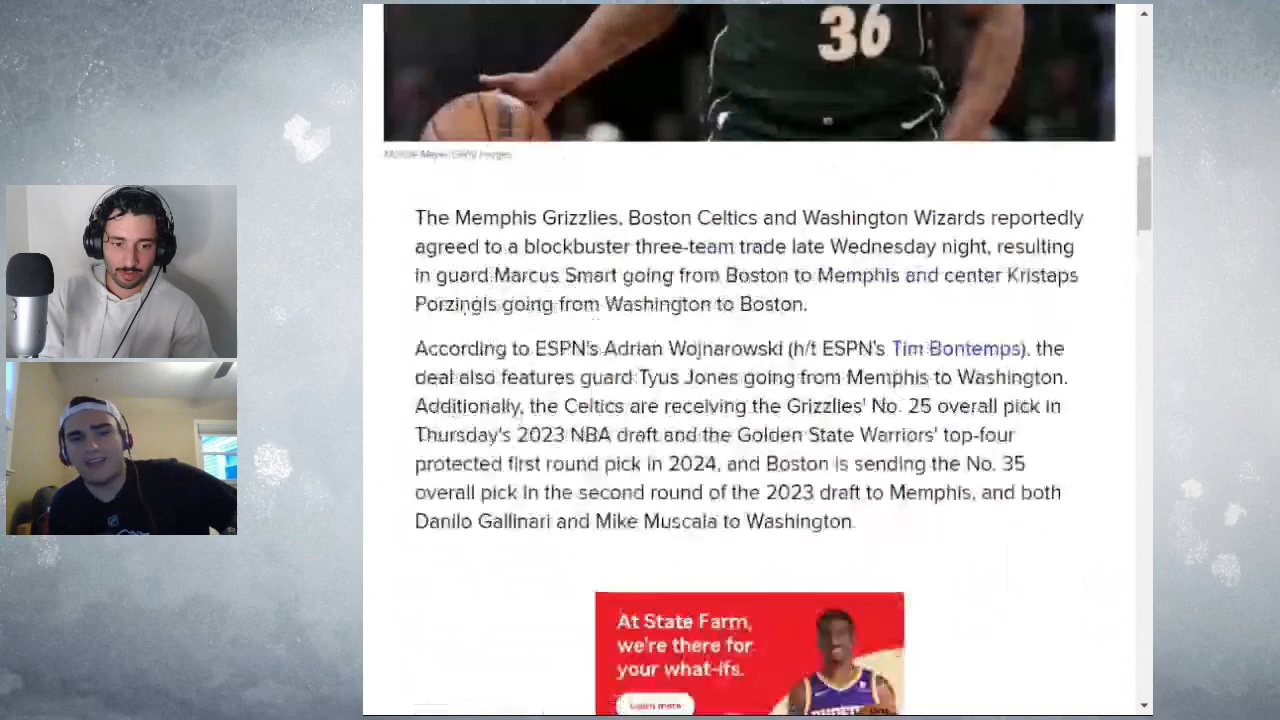 36
The Memphis Grizzlies, Boston Celtics and Washington Wizards reportedly
agreed to a blockbuster three-team trade late Wednesday night, resulting
in guard Marcus Smart going from Boston to Memphis and center Kristaps
Porzingis going from Washington to Boston.
According to ESPN's Adrian Wojnarowski (h/t ESPN's Tim Bontemps), the
deal also features guard Tyus Jones going from Memphis to Washington.
Additionally, the Celtics are receiving the Grizzlies' No. 25 overall pick in
Thursday's 2023 NBA draft and the Golden State Warriors' top-four
protected first round pick in 2024, and Boston is sending the No. 35
overall pick in the second round of the 2023 draft to Memphis, and both
Danilo Gallinari and Mike Muscala to Washington.
At State Farm,
we're there for
your what-ifs.
Learn more